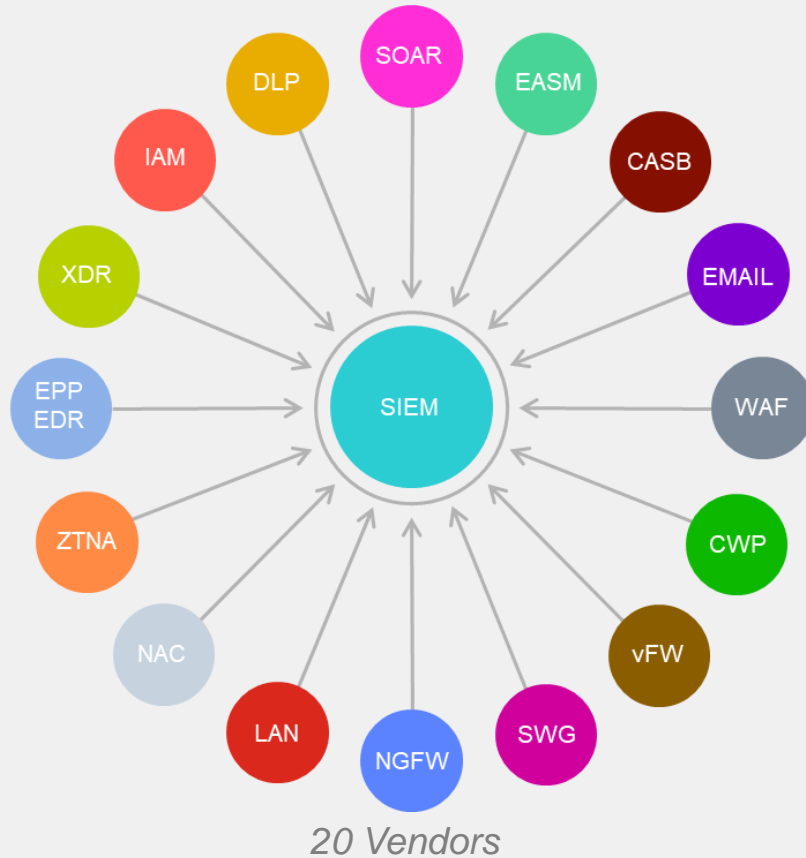 SOAR
DLP
EASM
IAM
CASB
XDR
EMAIL
EPP
EDR
SIEM
WAF
ZTNA
CWP
NAC
vFW
LAN
SWG
NGFW
20 Vendors